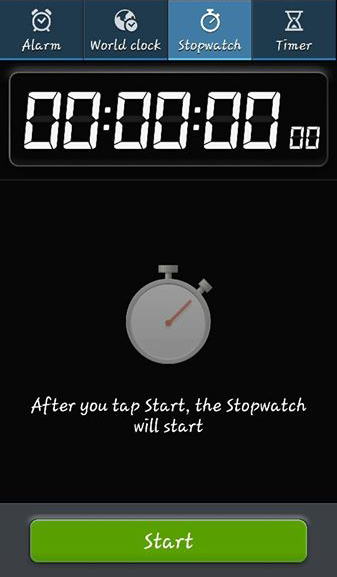 Alarm World clock Stopwatch Timer
00:00:00 00
After you tap Start, the Stopwatch
will start
Start